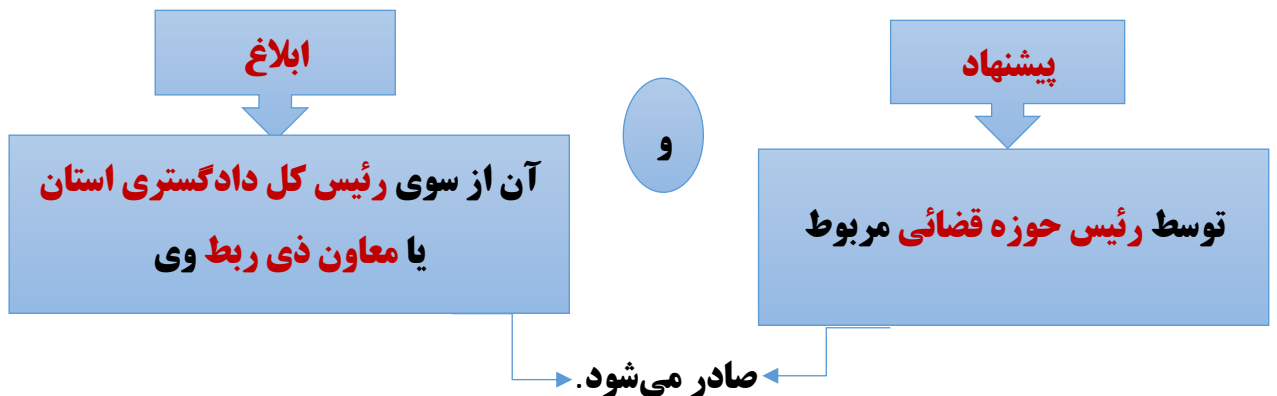 پیشنهاد
توسط رئیس حوزه قضائی مربوط
و
ابلاغ
آن از سوی رئیس کل دادگستری استان
یا معاون ذی ربط وی
صادر می‌شود.